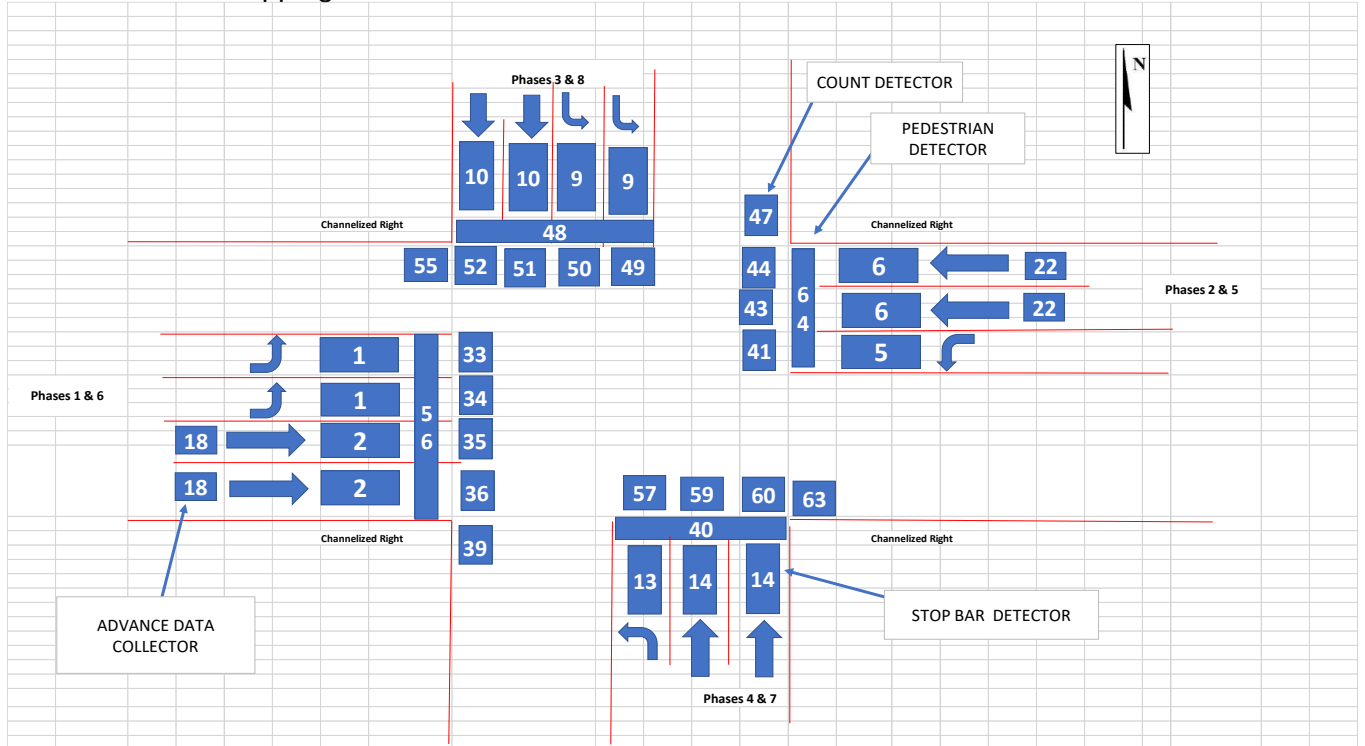 Phases 3 & 8
N
COUNT DETECTOR
PEDESTRIAN
DETECTOR
10
10
9
9
47
Channelized Right
48
Channelized Right
55
52
51
50
49
44
6
4
6
22
43
6
22
Phases 2 & 5
41
5
1
33
Phases 1 & 6
1
34
5
6
18
2
35
18
2
36
57
59
60
63
40
Channelized Right
39
Channelized Right
13
14
14
ADVANCE DATA
COLLECTOR
STOP BAR DETECTOR
Phases 4 & 7